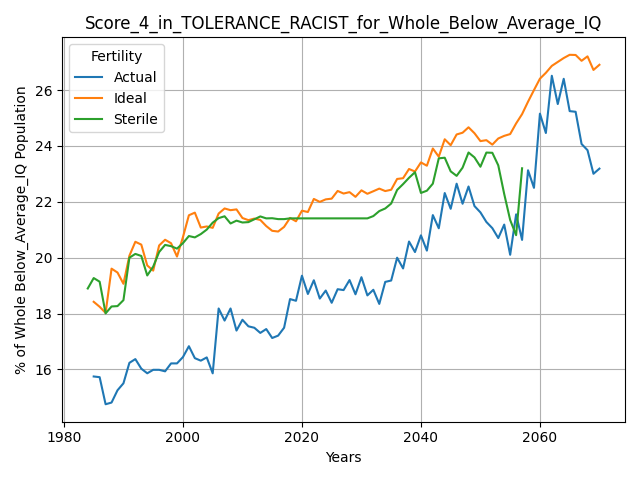 Score_4_in_TOLERANCE_RACIST_for_Whole_Below_Average_IQ
Fertility
Actual
Ideal
Sterile
% of Whole Below_Average_IQ Population
26
24
22
20
18
16
1980
2000
2020
2040
2060
Years